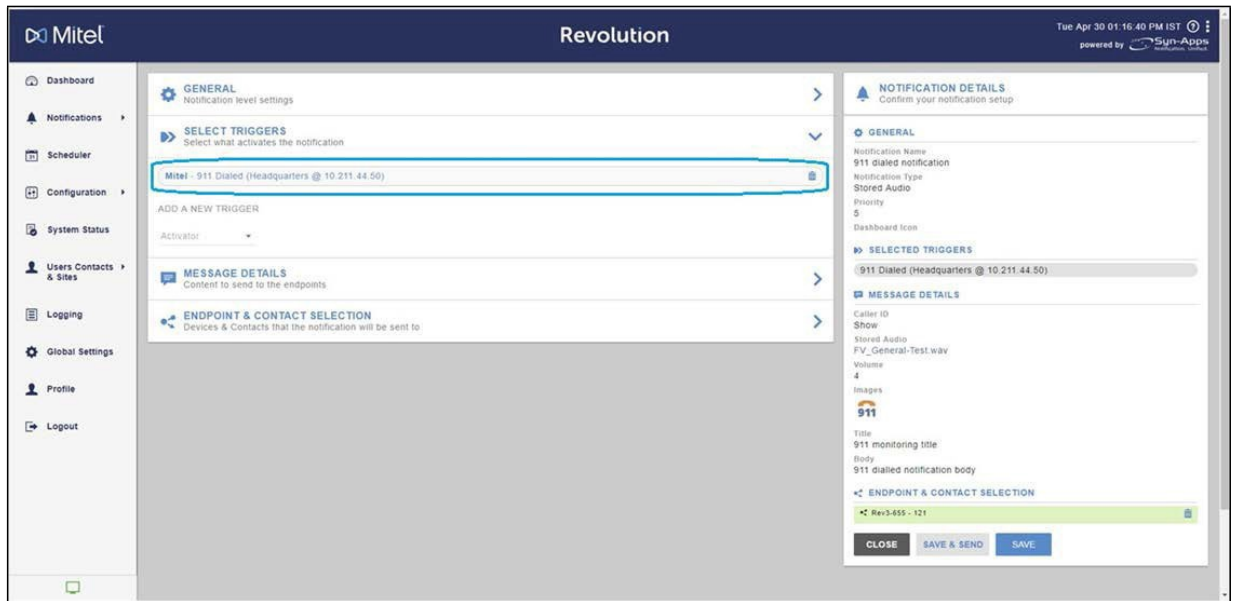 Mitel
Revolution
Tue Apr 30 01:16:40 PM IST
powered by Syn-Apps
Notification, Unified.
Dashboard
Notifications
Scheduler
Configuration
System Status
Users Contacts
& Sites
Logging
Global Settings
Profile
Logout
GENERAL
Notification level settings
SELECT TRIGGERS
Select what activates the notification
Mitel - 911 Dialed (Headquarters @ 10.211.44.50)
ADD A NEW TRIGGER
Activator
MESSAGE DETAILS
Content to send to the endpoints
ENDPOINT & CONTACT SELECTION
Devices & Contacts that the notification will be sent to
NOTIFICATION DETAILS
Confirm your notification setup
GENERAL
Notification Name
911 dialed notification
Notification Type
Stored Audio
Priority
5
Dashboard Icon
SELECTED TRIGGERS
911 Dialed (Headquarters @ 10.211.44.50)
MESSAGE DETAILS
Caller ID
Show
Stored Audio
FV_General-Test.wav
Volume
4
Images
911
Title
911 monitoring title
Body
911 dialled notification body
ENDPOINT & CONTACT SELECTION
Rev3-655 - 121
CLOSE SAVE & SEND SAVE